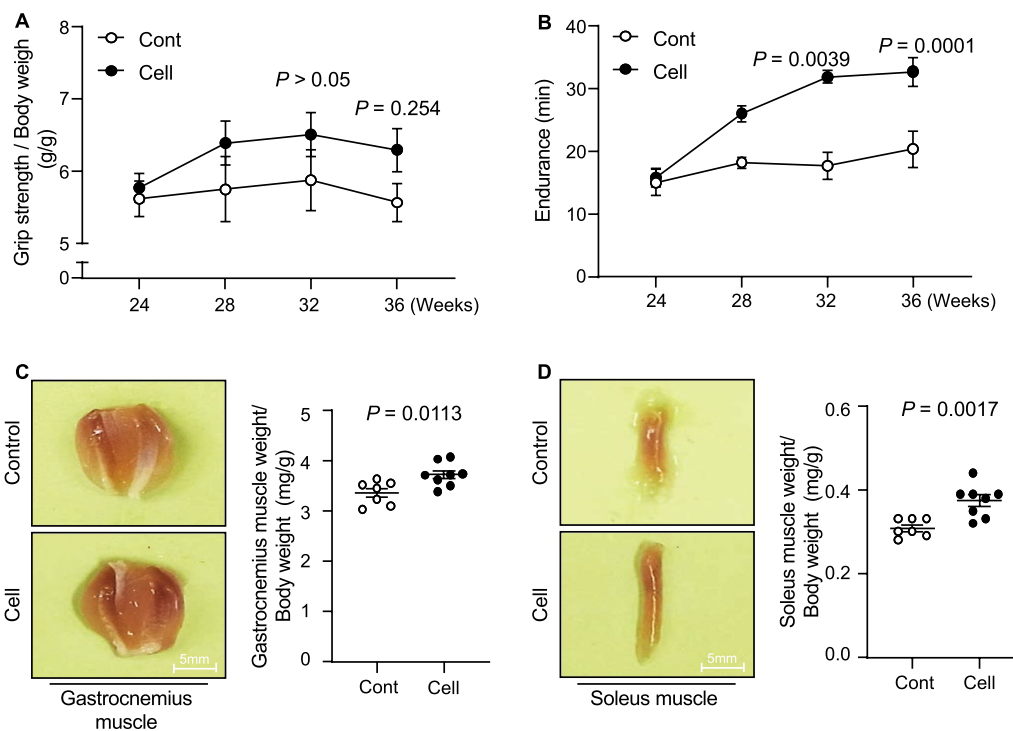 A
8
7
6
5
0
Grip strength / Body weigh
(g/g)
Cont
Cell
P > 0.05
P = 0.254
24 28 32 36 (Weeks)
B
40
30
20
10
0
Endurance (min)
Cont
Cell
P = 0.0039
P = 0.0001
24 28 32 36 (Weeks)
C
Control
Cell
5mm
Gastrocnemius
muscle
Gastrocnemius muscle weight/
Body weight (mg/g)
5
4
3
2
1
0
P = 0.0113
Cont Cell
D
Control
Cell
5mm
Soleus muscle
Soleus muscle weight/
Body weight (mg/g)
0.6
0.4
0.2
0.0
P = 0.0017
Cont Cell